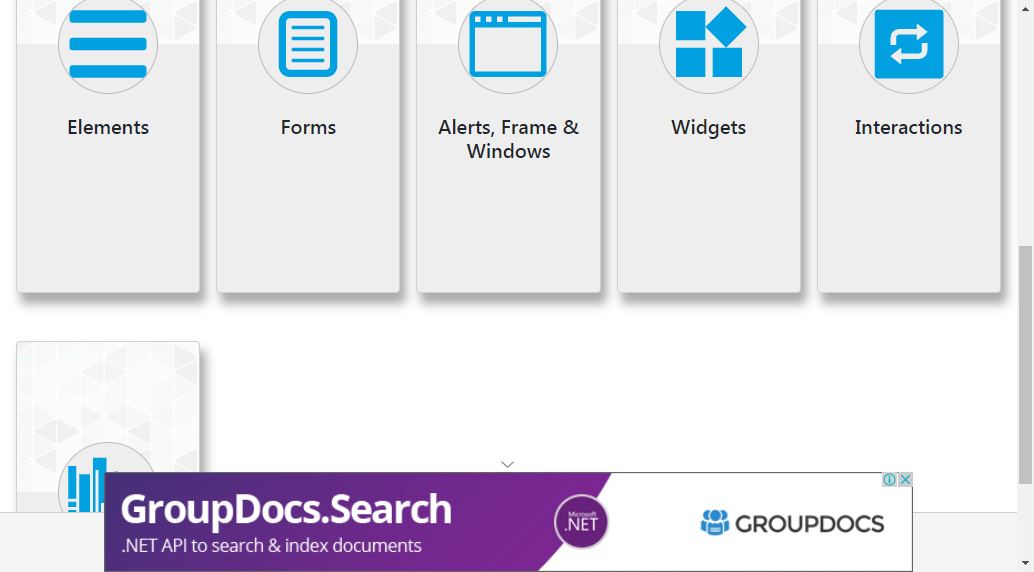 Elements
Forms
Alerts, Frame &
Windows
Widgets
Interactions
GroupDocs.Search
.NET API to search & index documents
Microsoft
.NET
GROUPDOCS